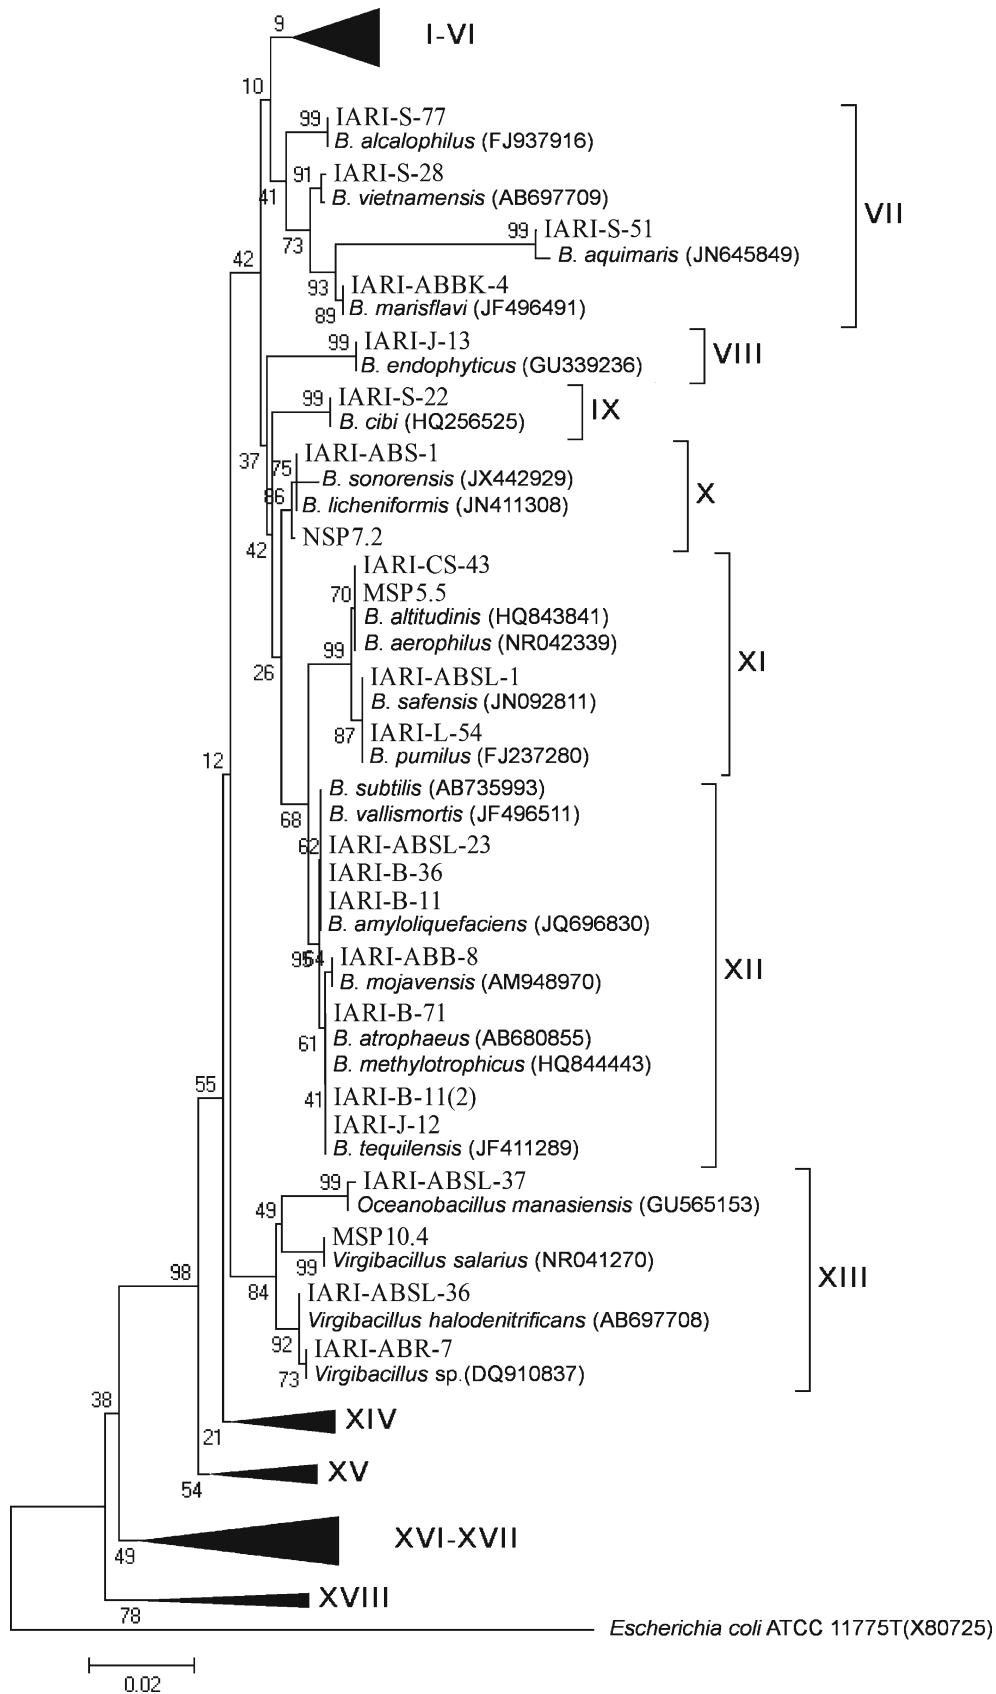 9
I-VI
10
99 IARI-S-77
B. alcalophilus (FJ937916)
91 IARI-S-28
41 B. vietnamensis (AB697709)
VII
99 IARI-S-51
73
B. aquimaris (JN645849)
42
93 IARI-ABBK-4
89 B. marisflavi (JF496491)
99 IARI-J-13
B. endophyticus (GU339236)
VIII
99 IARI-S-22
B. cibi (HQ256525)
IX
37 75 IARI-ABS-1
B. sonorensis (JX442929)
86 B. licheniformis (JN411308)
X
NSP7.2
42
IARI-CS-43
70 MSP5.5
B. altitudinis (HQ843841)
99 B. aerophilus (NR042339)
XI
26 IARI-ABSL-1
B. safensis (JN092811)
87 IARI-L-54
B. pumilus (FJ237280)
12
B. subtilis (AB735993)
68 B. vallismortis (JF496511)
62 IARI-ABSL-23
IARI-B-36
IARI-B-11
B. amyloliquefaciens (JQ696830)
64 IARI-ABB-8
XII
B. mojavensis (AM948970)
IARI-B-71
61 B. atrophaeus (AB680855)
B. methylotrophicus (HQ844443)
55
41 IARI-B-11(2)
IARI-J-12
B. tequilensis (JF411289)
99 IARI-ABSL-37
Oceanobacillus manasiensis (GU565153)
49
MSP10.4
99 Virgibacillus salarius (NR041270)
98
XIII
84 IARI-ABSL-36
Virgibacillus halodenitrificans (AB697708)
92 IARI-ABR-7
73 Virgibacillus sp.(DQ910837)
38
XIV
21
XV
54
XVI-XVII
49
XVIII
78
Escherichia coli ATCC 11775T(X80725)
0.02